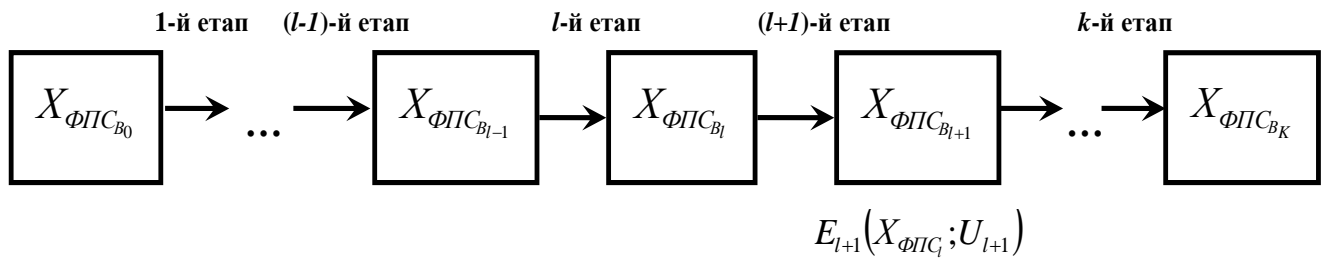 1-й етап (l-1)-й етап l-й етап (l+1)-й етап k-й етап
X_{ФПС_{B_0}} ... X_{ФПС_{B_{l-1}}} X_{ФПС_{B_l}} X_{ФПС_{B_{l+1}}} ... X_{ФПС_{B_K}}
E_{l+1}(X_{ФПС_l};U_{l+1})